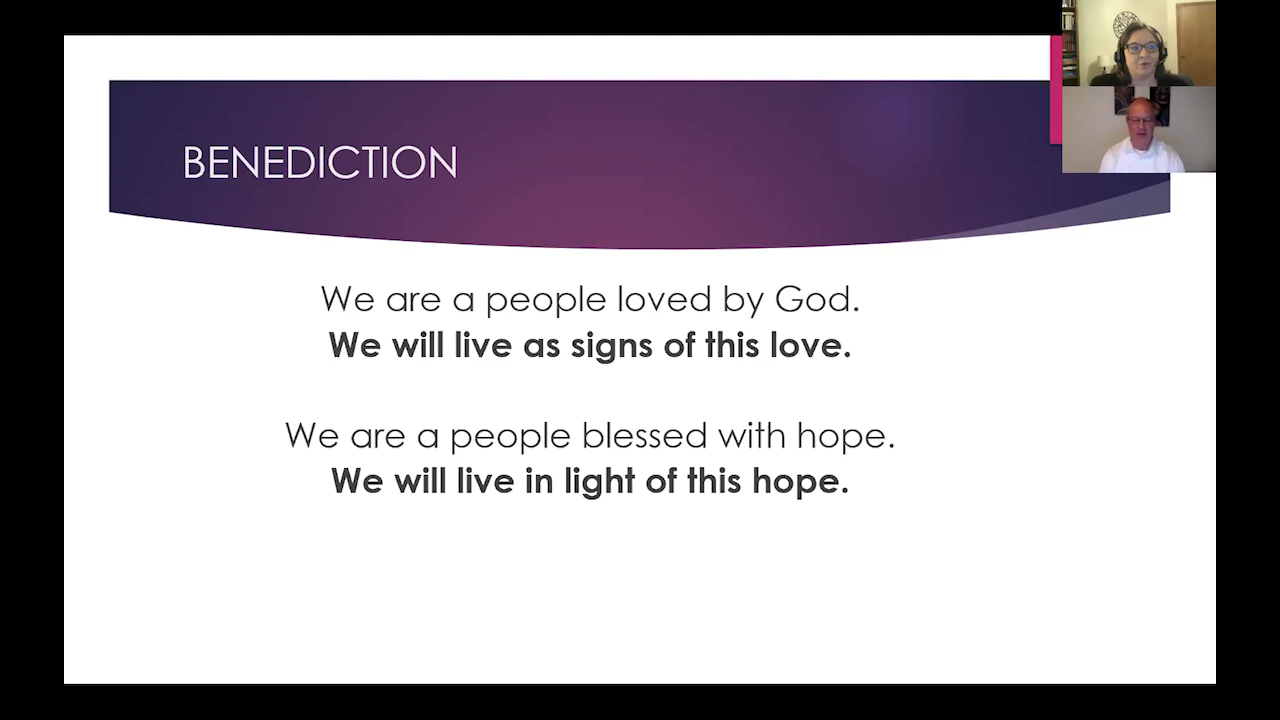 BENEDICTION
We are a people loved by God.
We will live as signs of this love.
We are a people blessed with hope.
We will live in light of this hope.